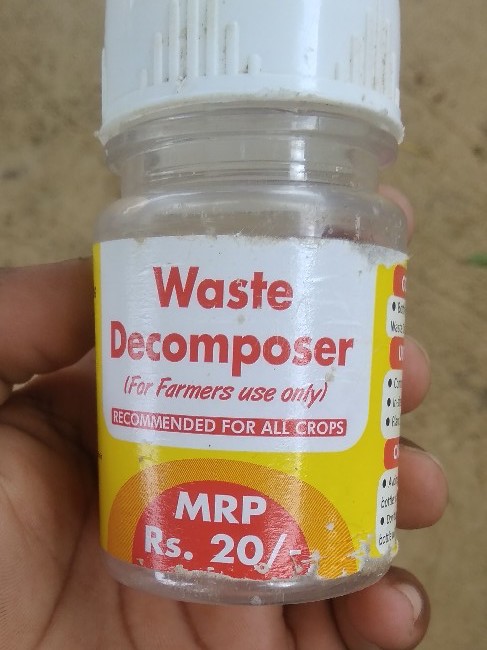 Waste
Decomposer
(For Farmers use only)
RECOMMENDED FOR ALL CROPS
MRP
Rs. 20/-